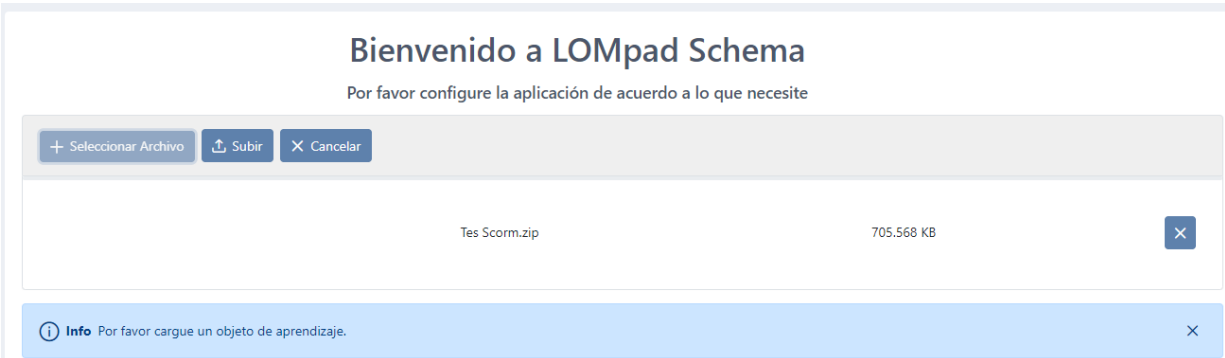 Bienvenido a LOMpad Schema
Por favor configure la aplicación de acuerdo a lo que necesite
Seleccionar Archivo Subir Cancelar
Tes Scorm.zip 705.568 KB
Info Por favor cargue un objeto de aprendizaje.